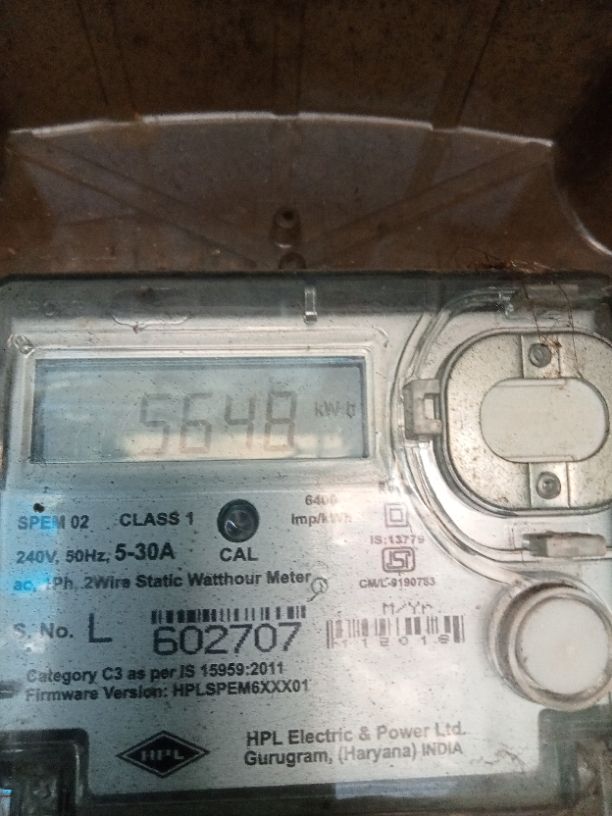 5648 kWh
SPEM 02 CLASS 1 6400 imp/kWh
240V, 50Hz, 5-30A CAL IS:13779
ac, 1Ph, 2Wire Static Watthour Meter CM/L-9190783
M/Yr.
S. No. L 602707 112018
Category C3 as per IS 15959:2011
Firmware Version: HPLSPEM6XXX01
HPL HPL Electric & Power Ltd.
Gurugram, (Haryana) INDIA